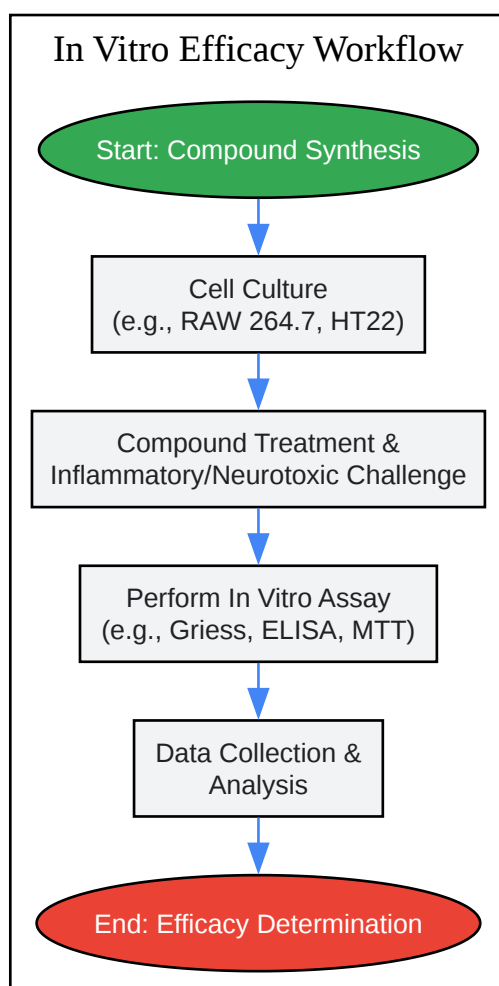 In Vitro Efficacy Workflow
Start: Compound Synthesis
Cell Culture
(e.g., RAW 264.7, HT22)
Compound Treatment &
Inflammatory/Neurotoxic Challenge
Perform In Vitro Assay
(e.g., Griess, ELISA, MTT)
Data Collection &
Analysis
End: Efficacy Determination